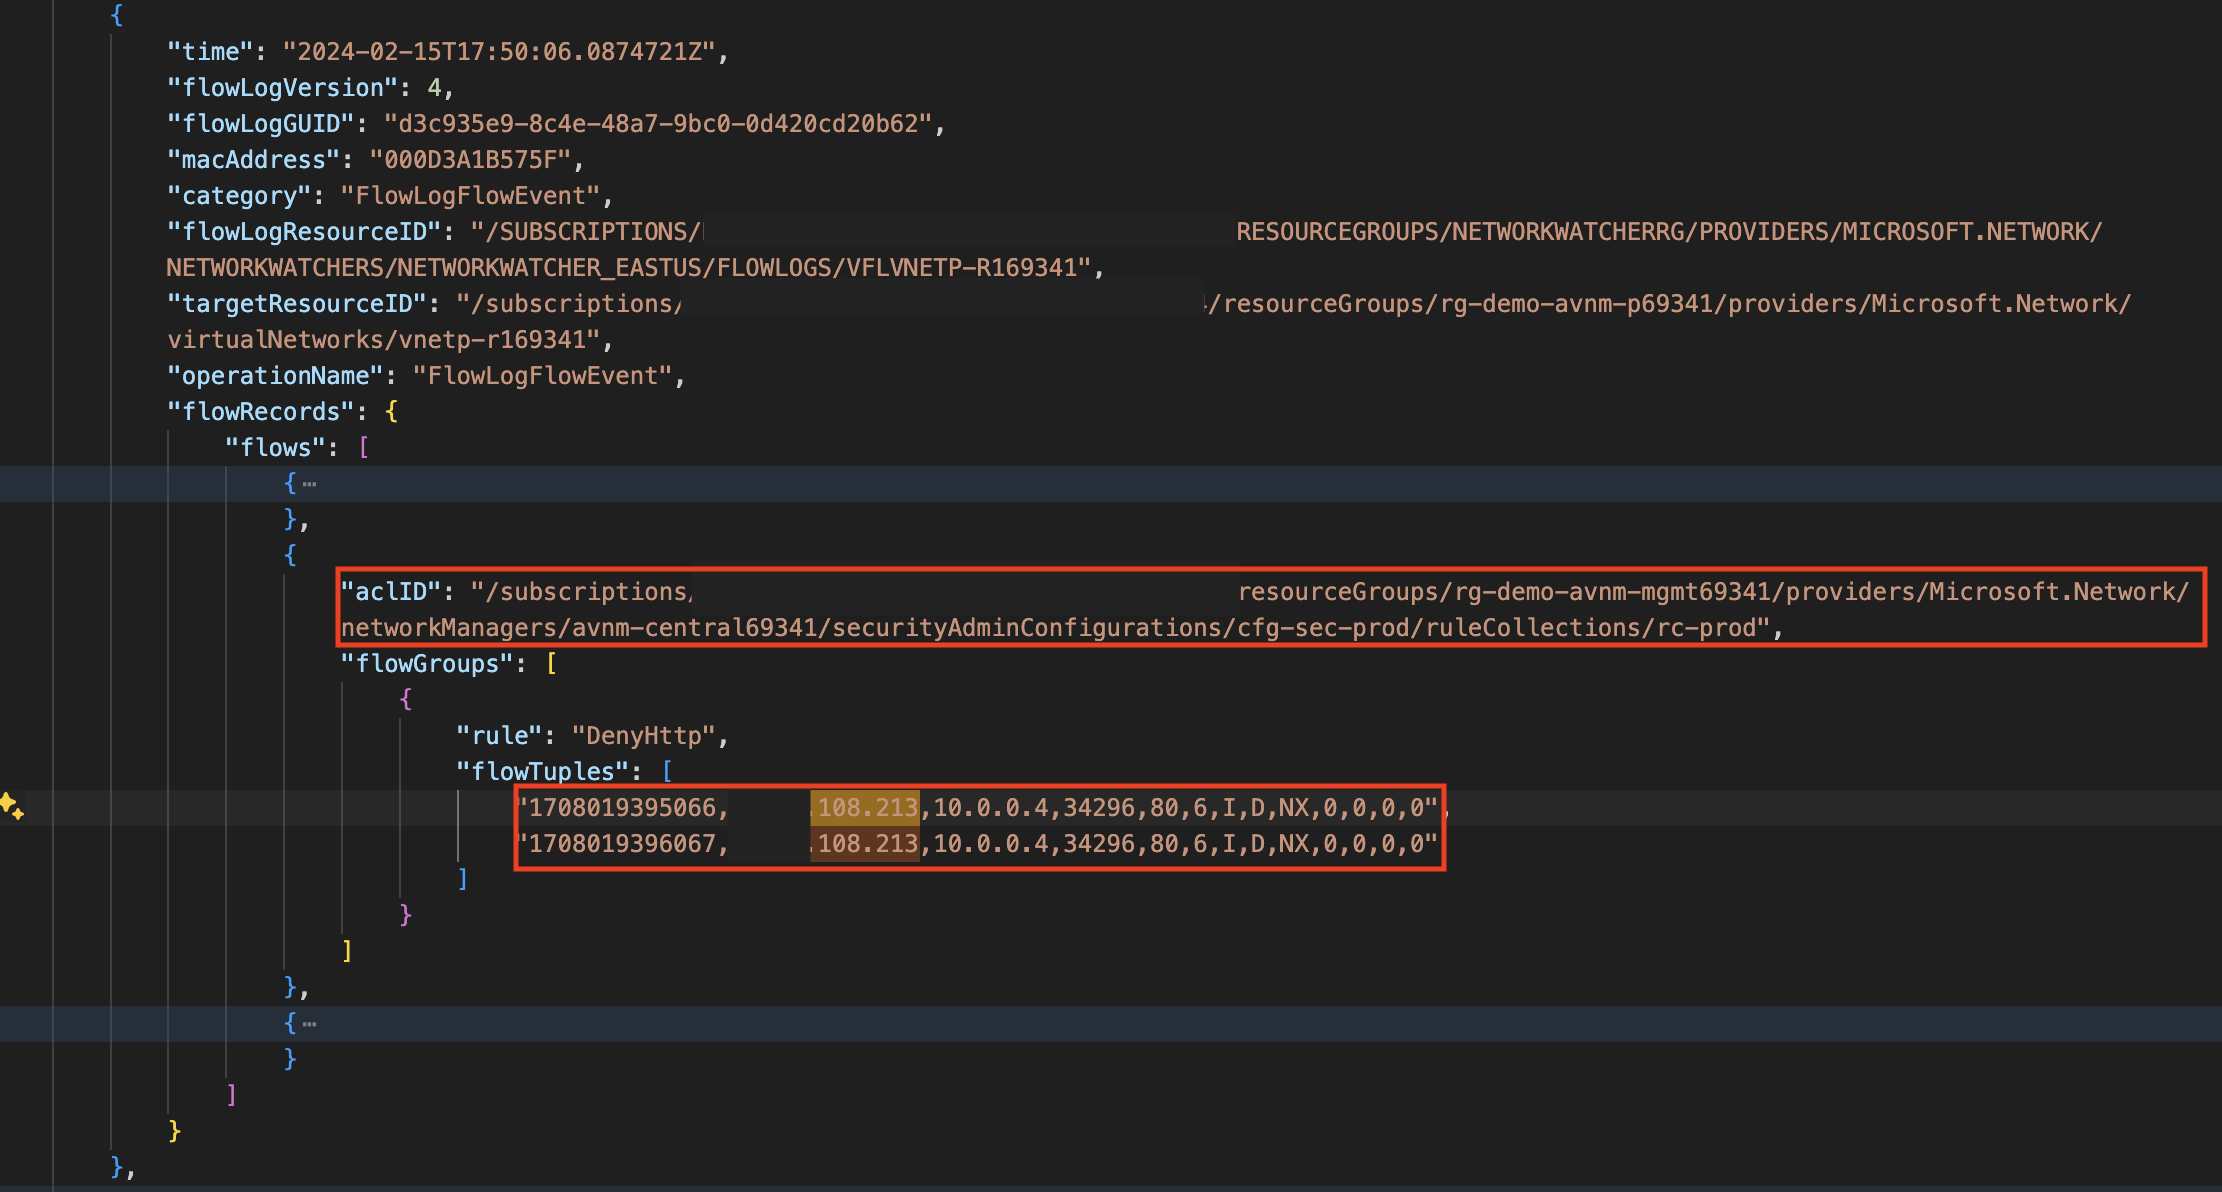 {
"time": "2024-02-15T17:50:06.0874721Z",
"flowLogVersion": 4,
"flowLogGUID": "d3c935e9-8c4e-48a7-9bc0-0d420cd20b62",
"macAddress": "000D3A1B575F",
"category": "FlowLogFlowEvent",
"flowLogResourceID": "/SUBSCRIPTIONS/ RESOURCEGROUPS/NETWORKWATCHERRG/PROVIDERS/MICROSOFT.NETWORK/
NETWORKWATCHERS/NETWORKWATCHER_EASTUS/FLOWLOGS/VFLVNETP-R169341",
"targetResourceID": "/subscriptions/ /resourceGroups/rg-demo-avnm-p69341/providers/Microsoft.Network/
virtualNetworks/vnetp-r169341",
"operationName": "FlowLogFlowEvent",
"flowRecords": {
"flows": [
{…
},
{
"aclID": "/subscriptions/ resourceGroups/rg-demo-avnm-mgmt69341/providers/Microsoft.Network/
networkManagers/avnm-central69341/securityAdminConfigurations/cfg-sec-prod/ruleCollections/rc-prod",
"flowGroups": [
{
"rule": "DenyHttp",
"flowTuples": [
"1708019395066, .108.213,10.0.0.4,34296,80,6,I,D,NX,0,0,0,0",
"1708019396067, .108.213,10.0.0.4,34296,80,6,I,D,NX,0,0,0,0"
]
}
]
},
{…
}
]
}
},